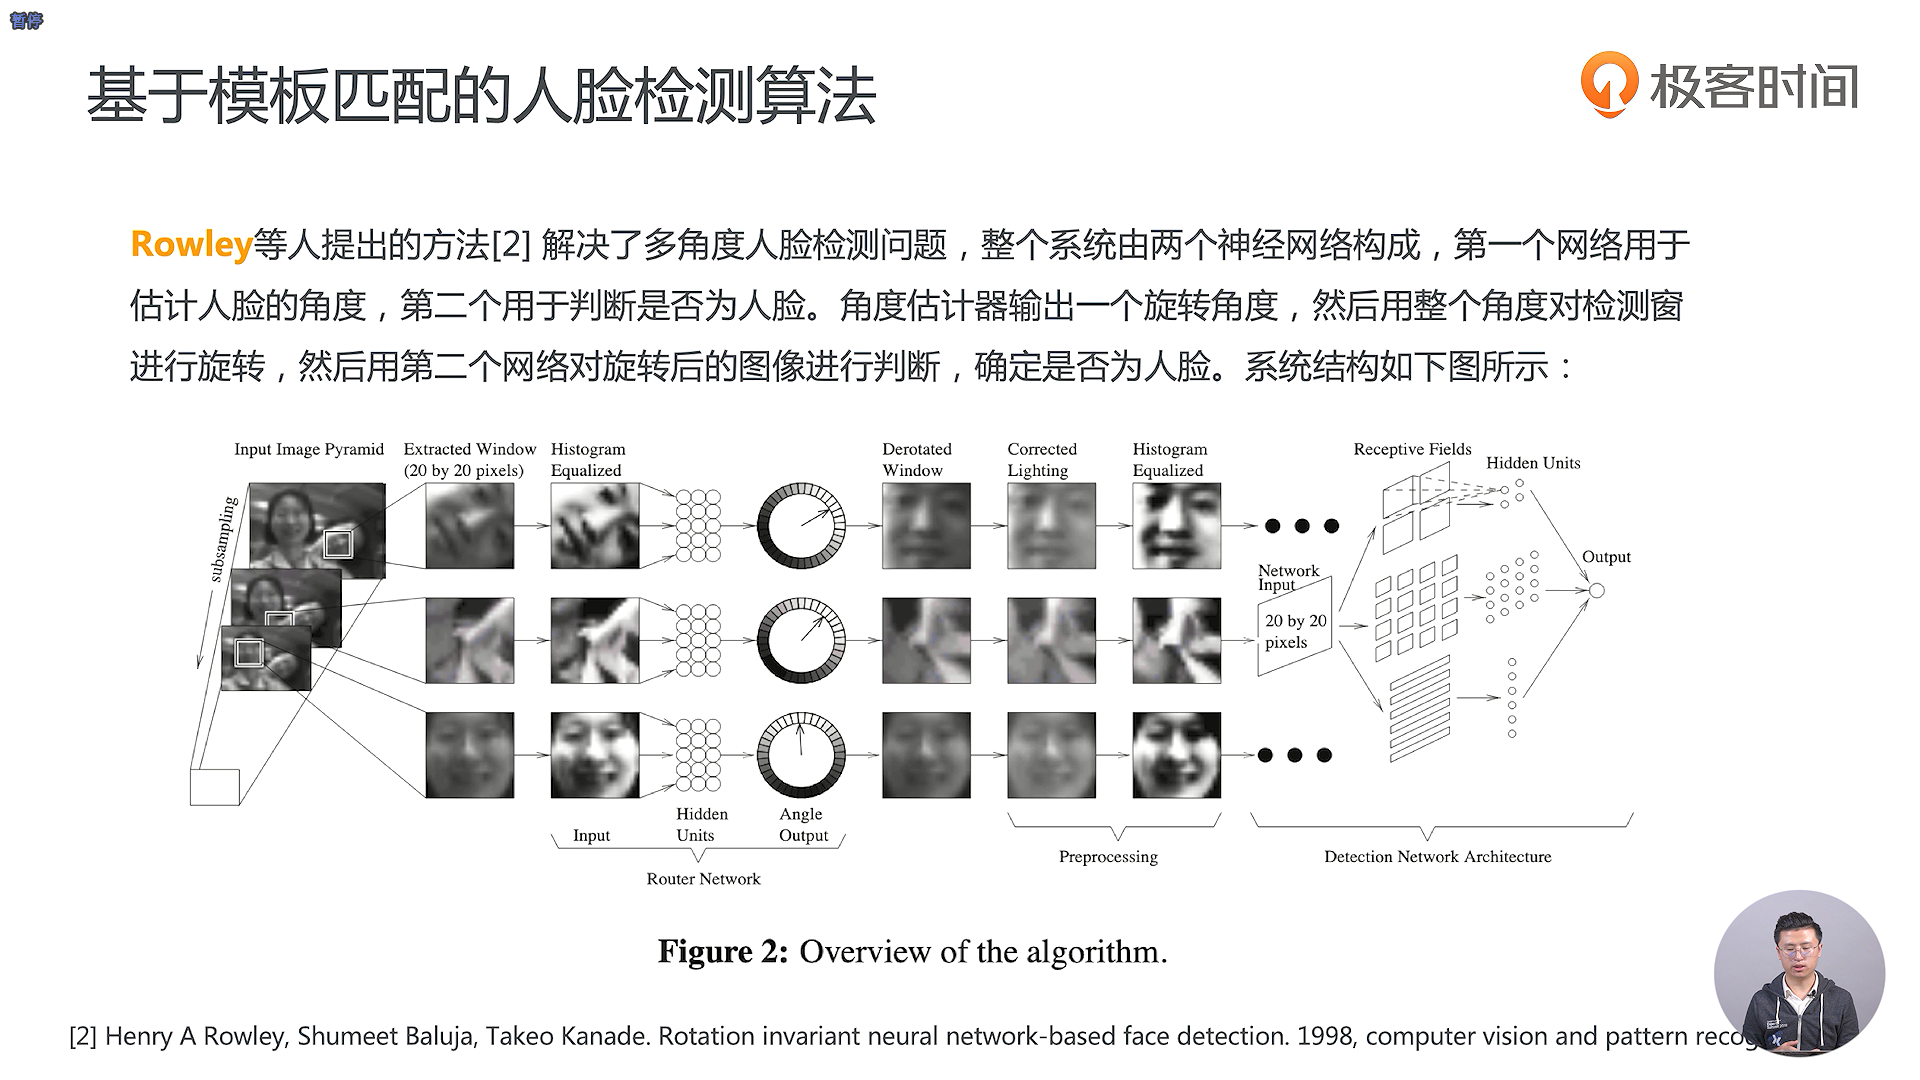 暂停
基于模板匹配的人脸检测算法
极客时间
Rowley等人提出的方法[2] 解决了多角度人脸检测问题，整个系统由两个神经网络构成，第一个网络用于
估计人脸的角度，第二个用于判断是否为人脸。角度估计器输出一个旋转角度，然后用整个角度对检测窗
进行旋转，然后用第二个网络对旋转后的图像进行判断，确定是否为人脸。系统结构如下图所示：
Input Image Pyramid
Extracted Window
(20 by 20 pixels)
Histogram
Equalized
Derotated
Window
Corrected
Lighting
Histogram
Equalized
Receptive Fields
Hidden Units
subsampling
Network
Input
20 by 20
pixels
Output
Input
Hidden
Units
Angle
Output
Router Network
Preprocessing
Detection Network Architecture
Figure 2: Overview of the algorithm.
[2] Henry A Rowley, Shumeet Baluja, Takeo Kanade. Rotation invariant neural network-based face detection. 1998, computer vision and pattern